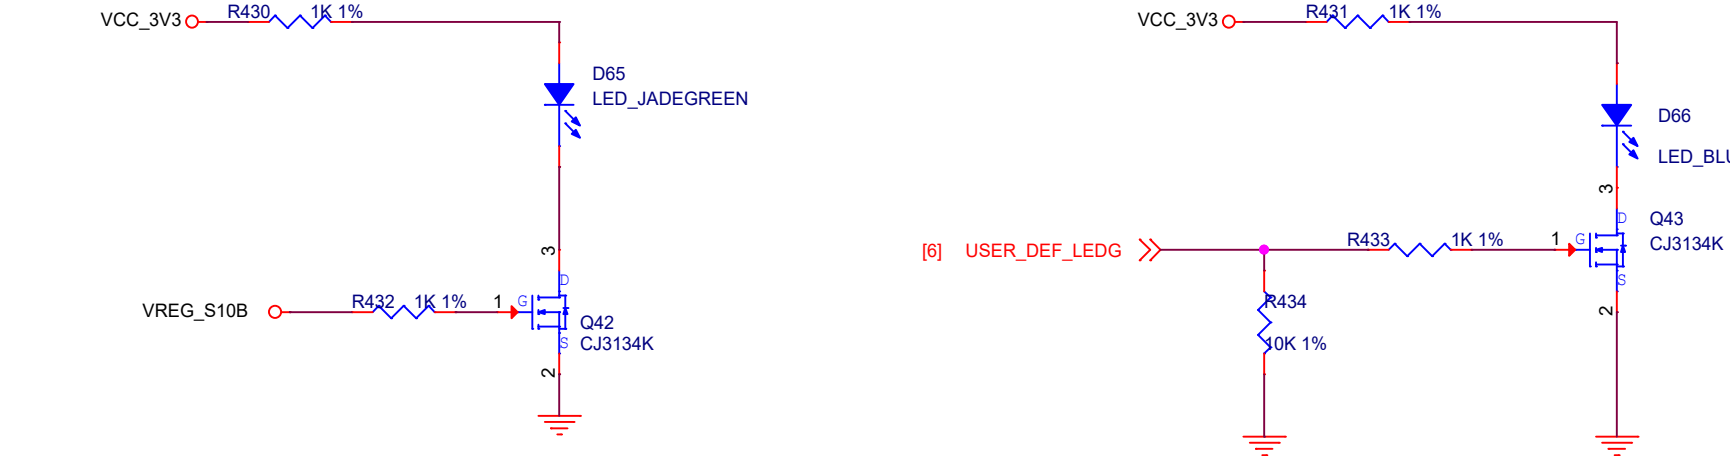 VCC_3V3
R430
1K 1%
D65
LED_JADEGREEN
3
D
VREG_S10B
R432
1K 1%
1
G
S
Q42
CJ3134K
2
VCC_3V3
R431
1K 1%
D66
LED_BLU
3
D
Q43
CJ3134K
[6]
USER_DEF_LEDG
R433
1K 1%
1
G
S
R434
10K 1%
2